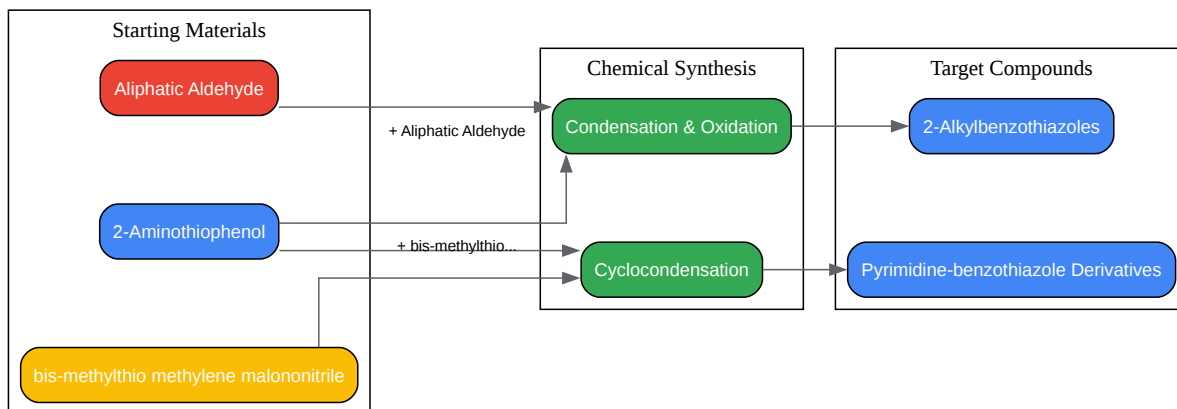 Starting Materials
Aliphatic Aldehyde
2-Aminothiophenol
bis-methylthio methylene malononitrile
+ Aliphatic Aldehyde
+ bis-methylthio...
Chemical Synthesis
Condensation & Oxidation
Cyclocondensation
Target Compounds
2-Alkylbenzothiazoles
Pyrimidine-benzothiazole Derivatives